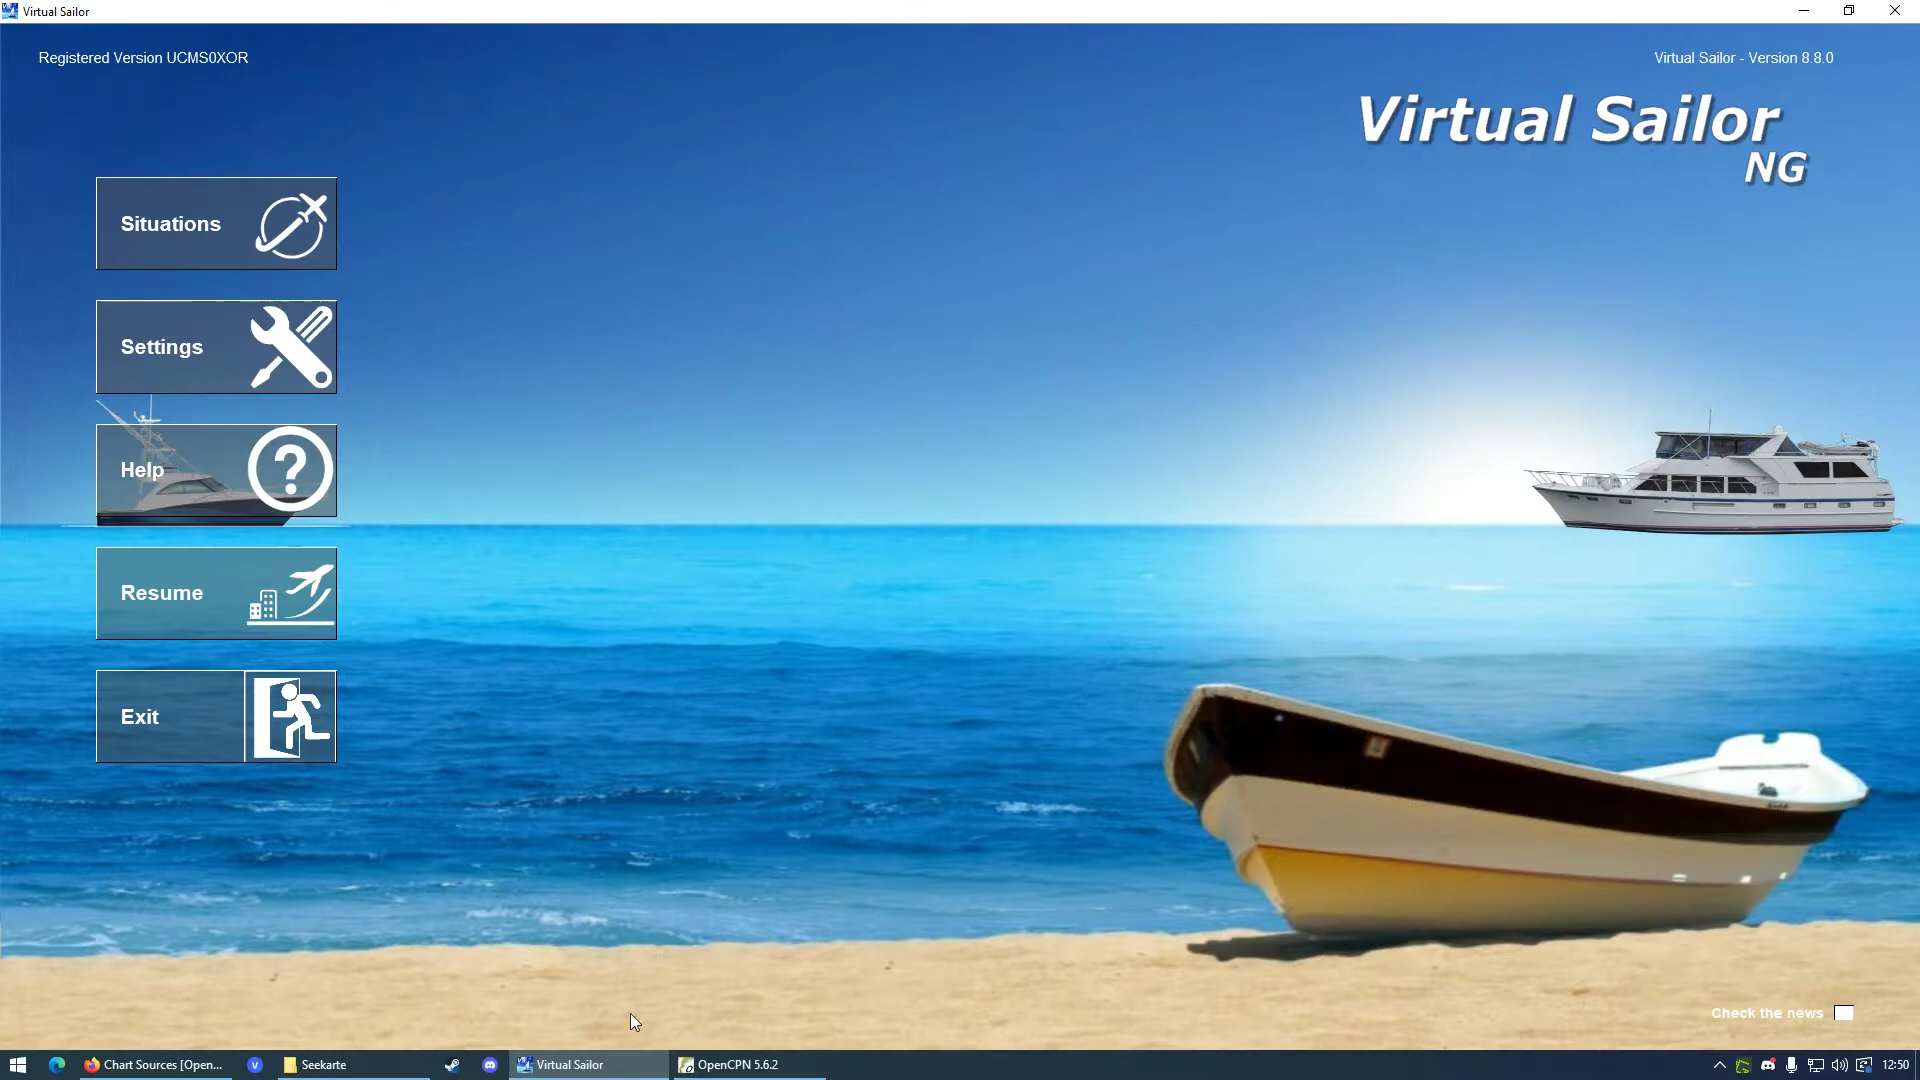 Virtual Sailor
Registered Version UCMS0XOR
Virtual Sailor - Version 8.8.0
Virtual Sailor
NG
Situations
Settings
Help
Resume
Exit
Check the news
Chart Sources [Open...
Seekarte
Virtual Sailor
OpenCPN 5.6.2
12:50